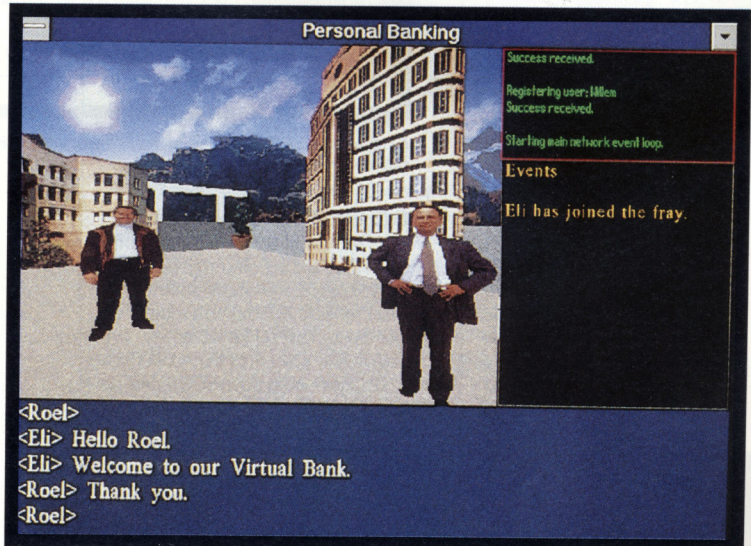 Personal Banking
Success received.
Registering user: Willem
Success received.
Starting main network event loop.
Events
Eli has joined the fray.
<Roel>
<Eli> Hello Roel.
<Eli> Welcome to our Virtual Bank.
<Roel> Thank you.
<Roel>